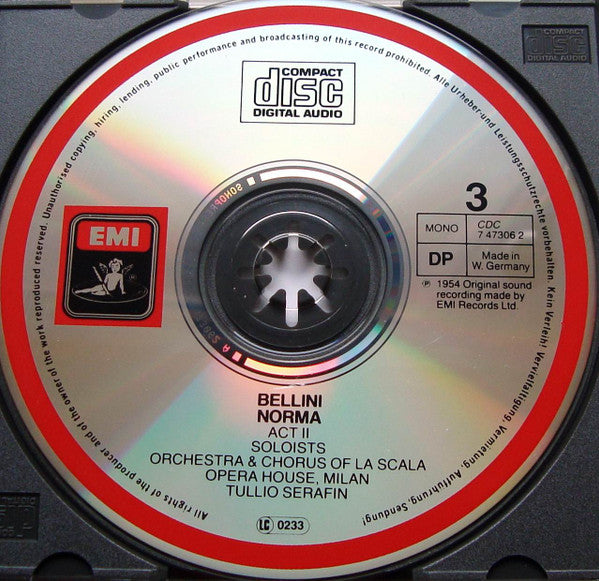 All rights of the producer and of the owner of the work reproduced reserved. Unauthorised copying, hiring, lending, public performance and broadcasting of this record prohibited. Alle Urheber-und Leistungsschutzrechte vorbehalten. Kein Verleih! Vervielfältigung, Vermietung, Aufführung, Sendung!
COMPACT
disc
DIGITAL AUDIO
COMPACT
disc
DIGITAL AUDIO
EMI
3
MONO
CDC
7 47306 2
DP
Made in
W. Germany
℗ 1954 Original sound
recording made by
EMI Records Ltd.
BELLINI
NORMA
ACT II
SOLOISTS
ORCHESTRA & CHORUS OF LA SCALA
OPERA HOUSE, MILAN
TULLIO SERAFIN
LC 0233